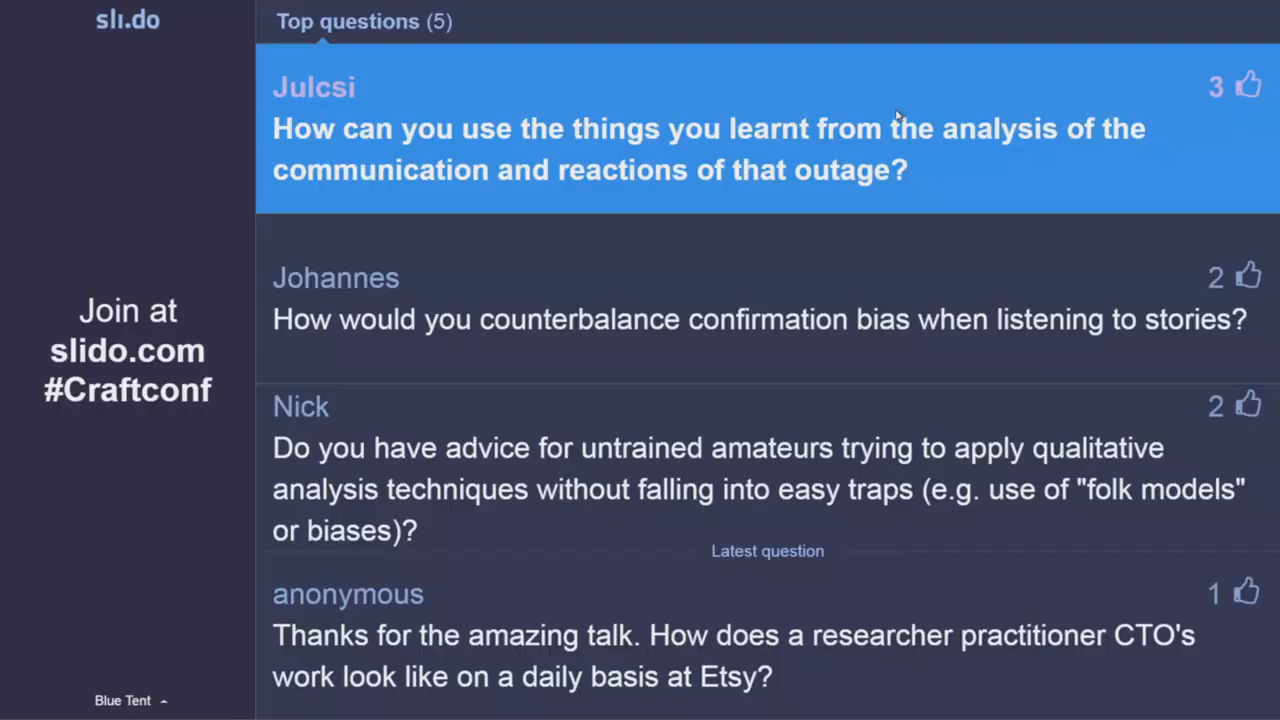 sli.do
Top questions (5)
Julcsi
3
How can you use the things you learnt from the analysis of the
communication and reactions of that outage?
Johannes
2
How would you counterbalance confirmation bias when listening to stories?
Join at
slido.com
#Craftconf
Nick
2
Do you have advice for untrained amateurs trying to apply qualitative
analysis techniques without falling into easy traps (e.g. use of "folk models"
or biases)?
Latest question
anonymous
1
Thanks for the amazing talk. How does a researcher practitioner CTO's
work look like on a daily basis at Etsy?
Blue Tent